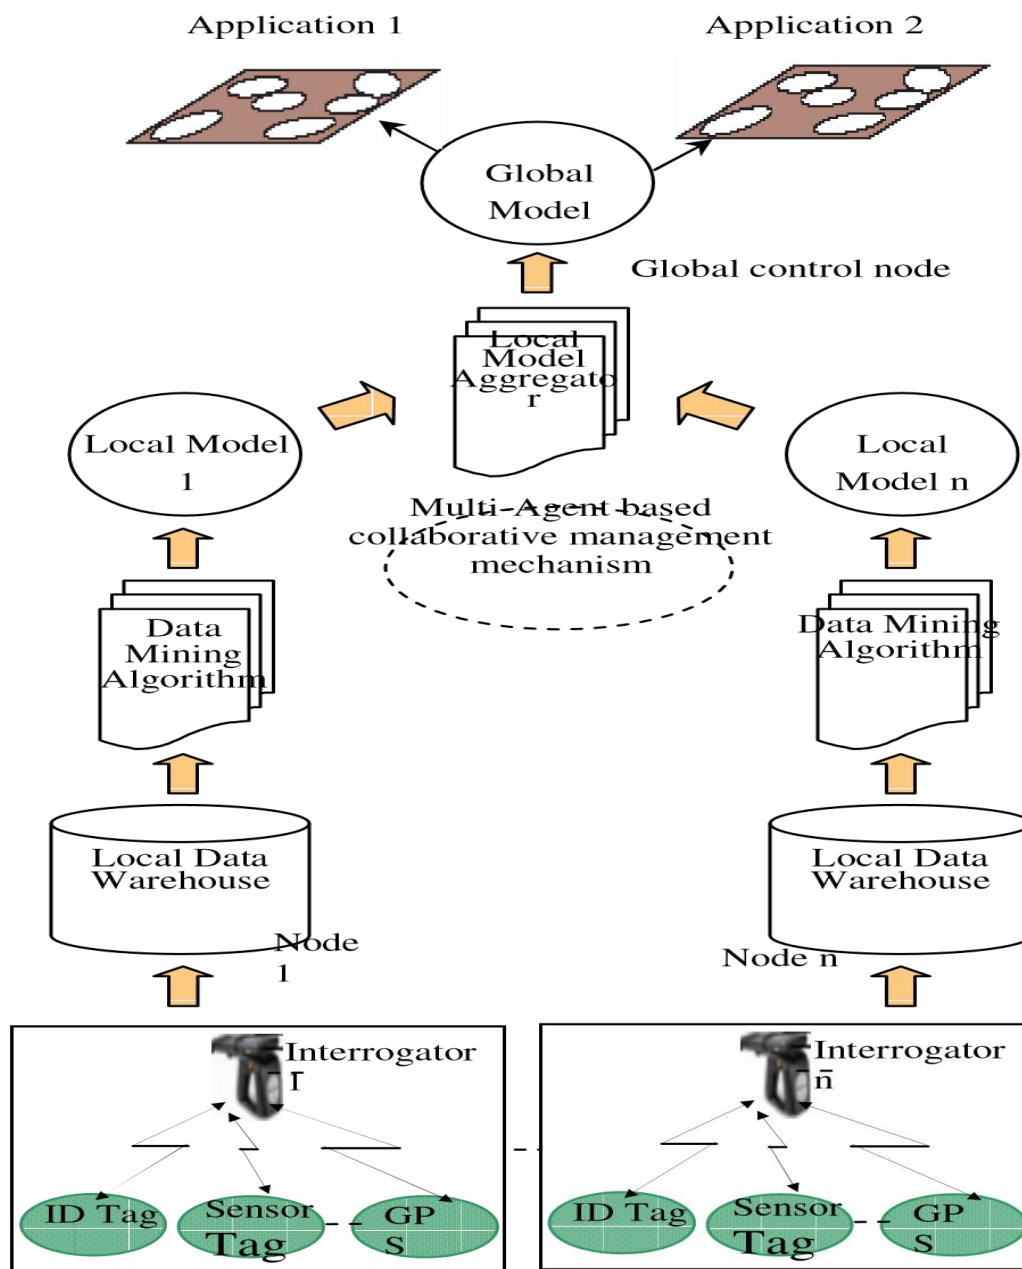 Application 1
Application 2
Global
Model
Global control node
Local
Model
Aggregato
r
Local Model
1
Local
Model n
Multi-Agent based
collaborative management
mechanism
Data
Mining
Algorithm
Data Mining
Algorithm
Local Data
Warehouse
Local Data
Warehouse
Node
1
Node n
Interrogator
1
Interrogator
n
ID Tag
Sensor
Tag
GP
S
ID Tag
Sensor
Tag
GP
S